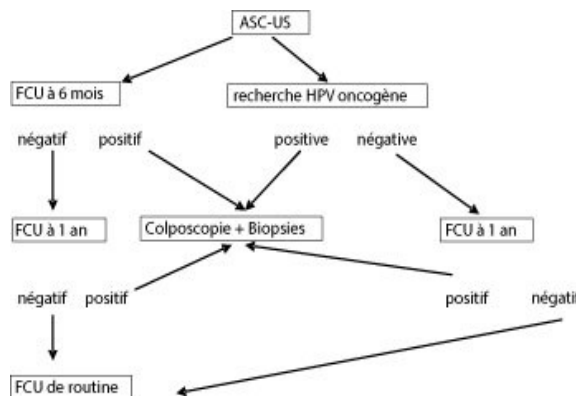 ASC-US
FCU à 6 mois
recherche HPV oncogène
négatif positif positive négative
FCU à 1 an
Colposcopie + Biopsies
FCU à 1 an
négatif positif positif négatif
FCU de routine